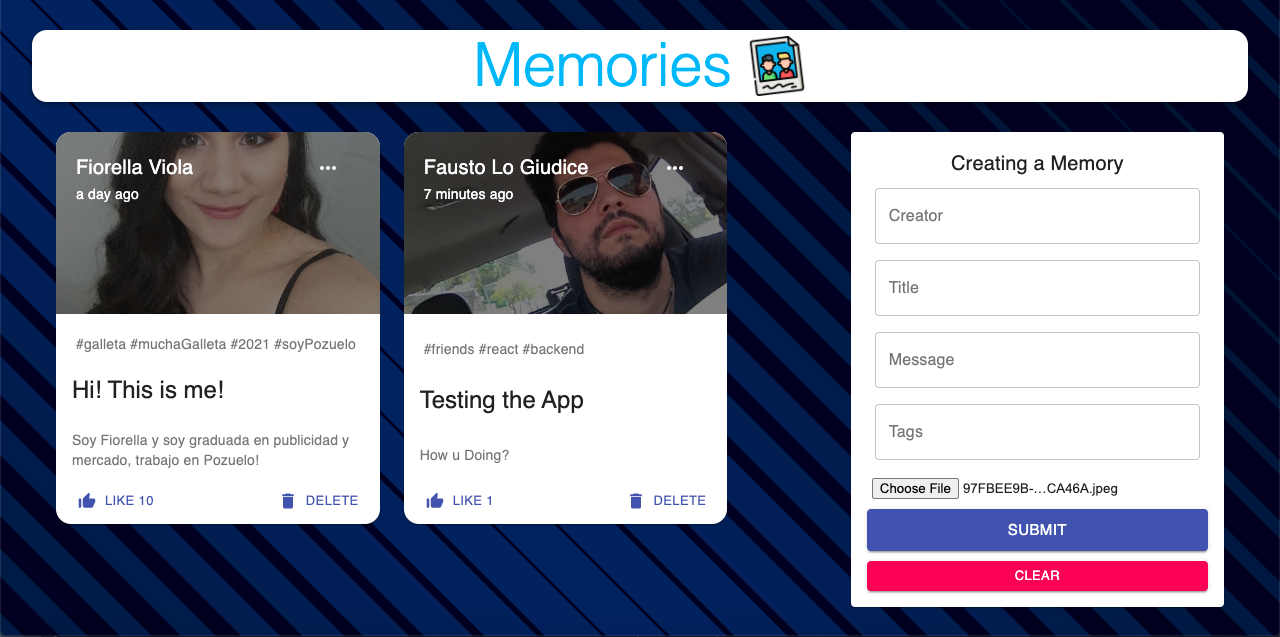 Memories
Fiorella Viola
a day ago
#galleta #muchaGalleta #2021 #soyPozuelo
Hi! This is me!
Soy Fiorella y soy graduada en publicidad y
mercado, trabajo en Pozuelo!
LIKE 10
DELETE
Fausto Lo Giudice
7 minutes ago
#friends #react #backend
Testing the App
How u Doing?
LIKE 1
DELETE
Creating a Memory
Creator
Title
Message
Tags
Choose File 97FBEE9B-…CA46A.jpeg
SUBMIT
CLEAR